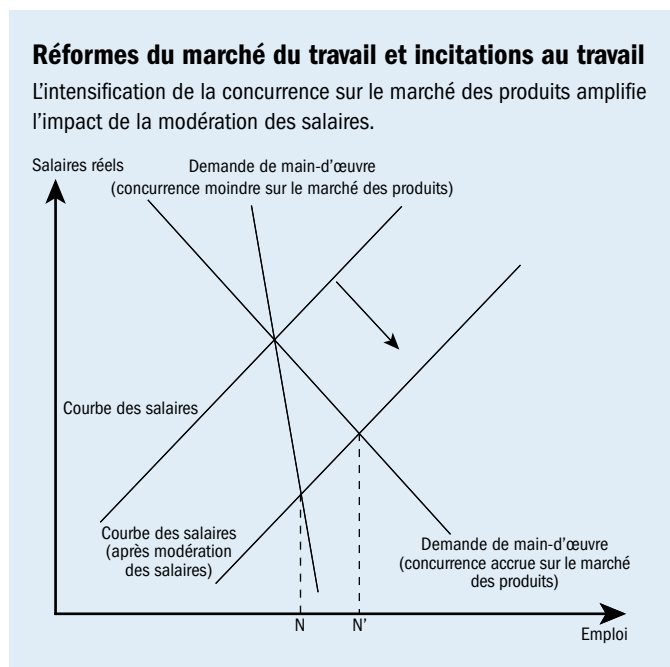 Réformes du marché du travail et incitations au travail
L'intensification de la concurrence sur le marché des produits amplifie
l'impact de la modération des salaires.
Salaires réels
Demande de main-d'œuvre
(concurrence moindre sur le marché des produits)
Courbe des salaires
Courbe des salaires
(après modération
des salaires)
Demande de main-d'œuvre
(concurrence accrue sur le marché
des produits)
N
N'
Emploi